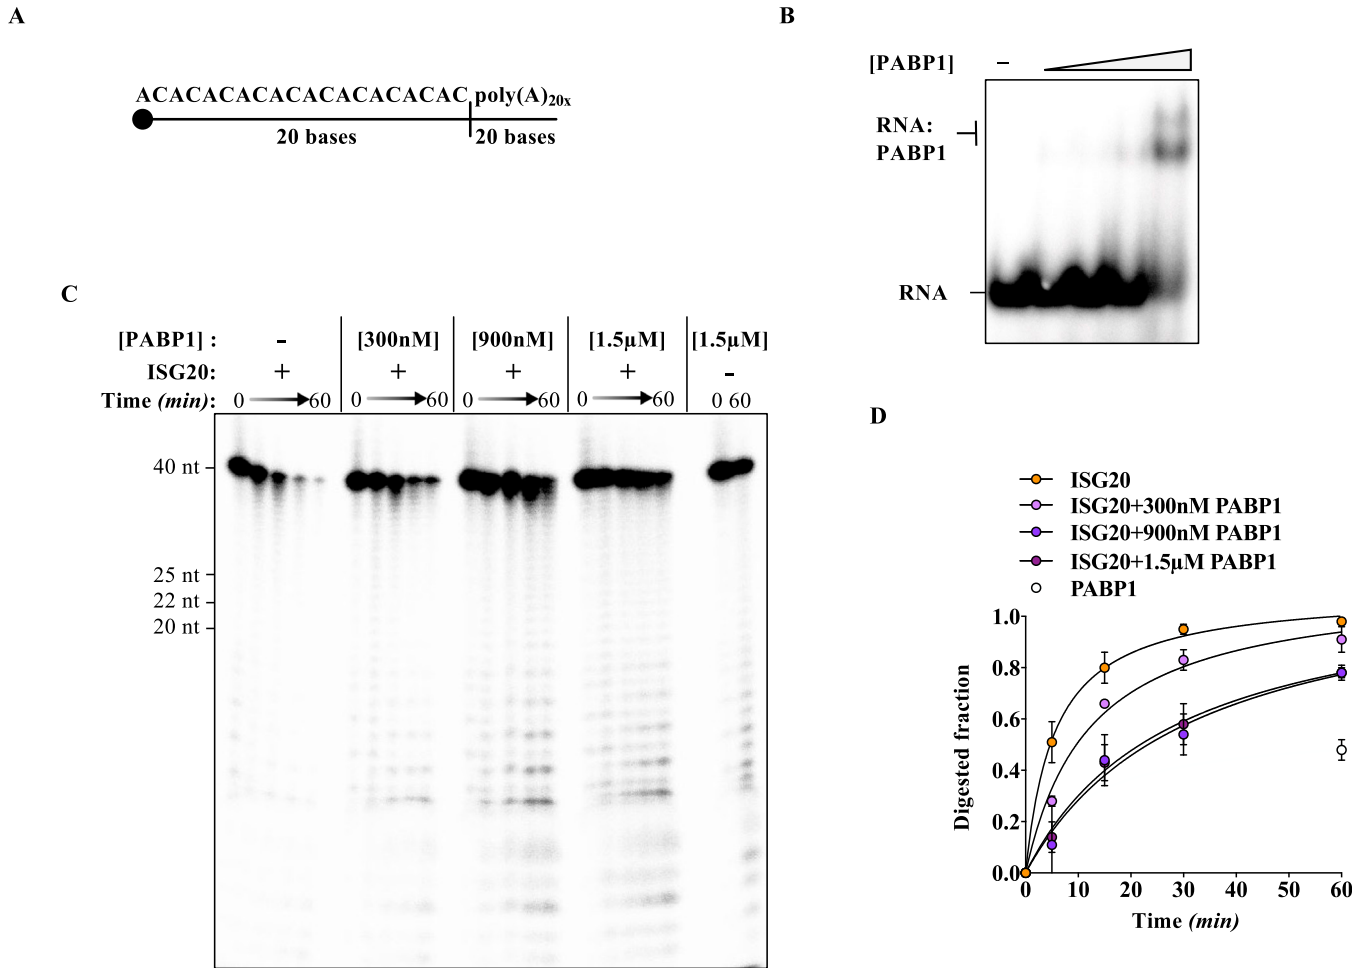 A
ACACACACACACACACACAC poly(A)20x
20 bases 20 bases
B
[PABP1] –
RNA:
PABP1
RNA
C
[PABP1] : - [300nM] [900nM] [1.5µM] [1.5µM]
ISG20: + + + + -
Time (min): 0 60 0 60 0 60 0 60 0 60
40 nt
25 nt
22 nt
20 nt
D
ISG20
ISG20+300nM PABP1
ISG20+900nM PABP1
ISG20+1.5µM PABP1
PABP1
Digested fraction
1.0
0.8
0.6
0.4
0.2
0.0
0 10 20 30 40 50 60
Time (min)